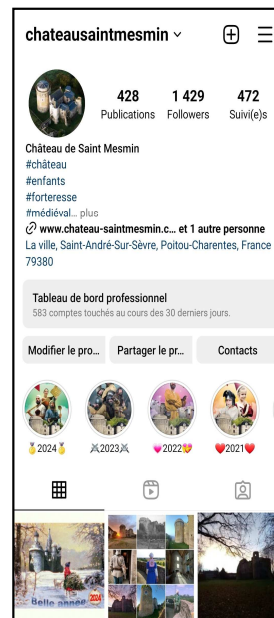 chateausaintmesmin
428 1 429 472
Publications Followers Suivi(e)s
Château de Saint Mesmin
#château
#enfants
#forteresse
#médiéval... plus
www.chateau-saintmesmin.c... et 1 autre personne
La ville, Saint-André-Sur-Sèvre, Poitou-Charentes, France
79380
Tableau de bord professionnel
583 comptes touchés au cours des 30 derniers jours.
Modifier le pro... Partager le pr... Contacts
🥇2024🥇 ⚔2023⚔ 💗2022💝 ❤2021❤
Belle année 2024